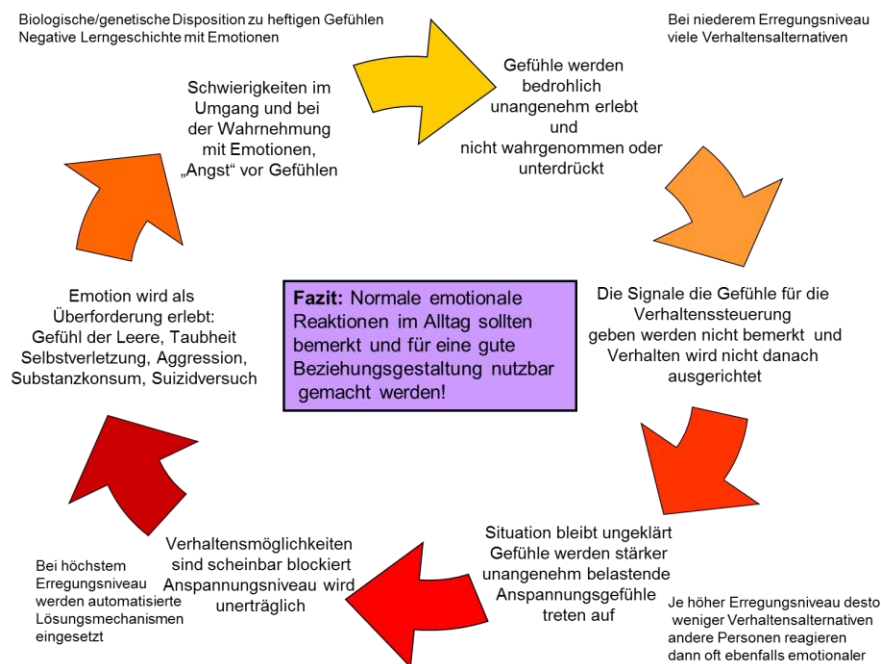 Biologische/genetische Disposition zu heftigen Gefühlen
Negative Lerngeschichte mit Emotionen
Bei niederem Erregungsniveau
viele Verhaltensalternativen
Schwierigkeiten im
Umgang und bei
der Wahrnehmung
mit Emotionen,
„Angst" vor Gefühlen
Gefühle werden
bedrohlich
unangenehm erlebt
und
nicht wahrgenommen oder
unterdrückt
Die Signale die Gefühle für die
Verhaltenssteuerung
geben werden nicht bemerkt und
Verhalten wird nicht danach
ausgerichtet
Situation bleibt ungeklärt
Gefühle werden stärker
unangenehm belastende
Anspannungsgefühle
treten auf
Je höher Erregungsniveau desto
weniger Verhaltensalternativen
andere Personen reagieren
dann oft ebenfalls emotionaler
Verhaltensmöglichkeiten
sind scheinbar blockiert
Anspannungsniveau wird
unerträglich
Bei höchstem
Erregungsniveau
werden automatisierte
Lösungsmechanismen
eingesetzt
Emotion wird als
Überforderung erlebt:
Gefühl der Leere, Taubheit
Selbstverletzung, Aggression,
Substanzkonsum, Suizidversuch
Fazit: Normale emotionale
Reaktionen im Alltag sollten
bemerkt und für eine gute
Beziehungsgestaltung nutzbar
gemacht werden!